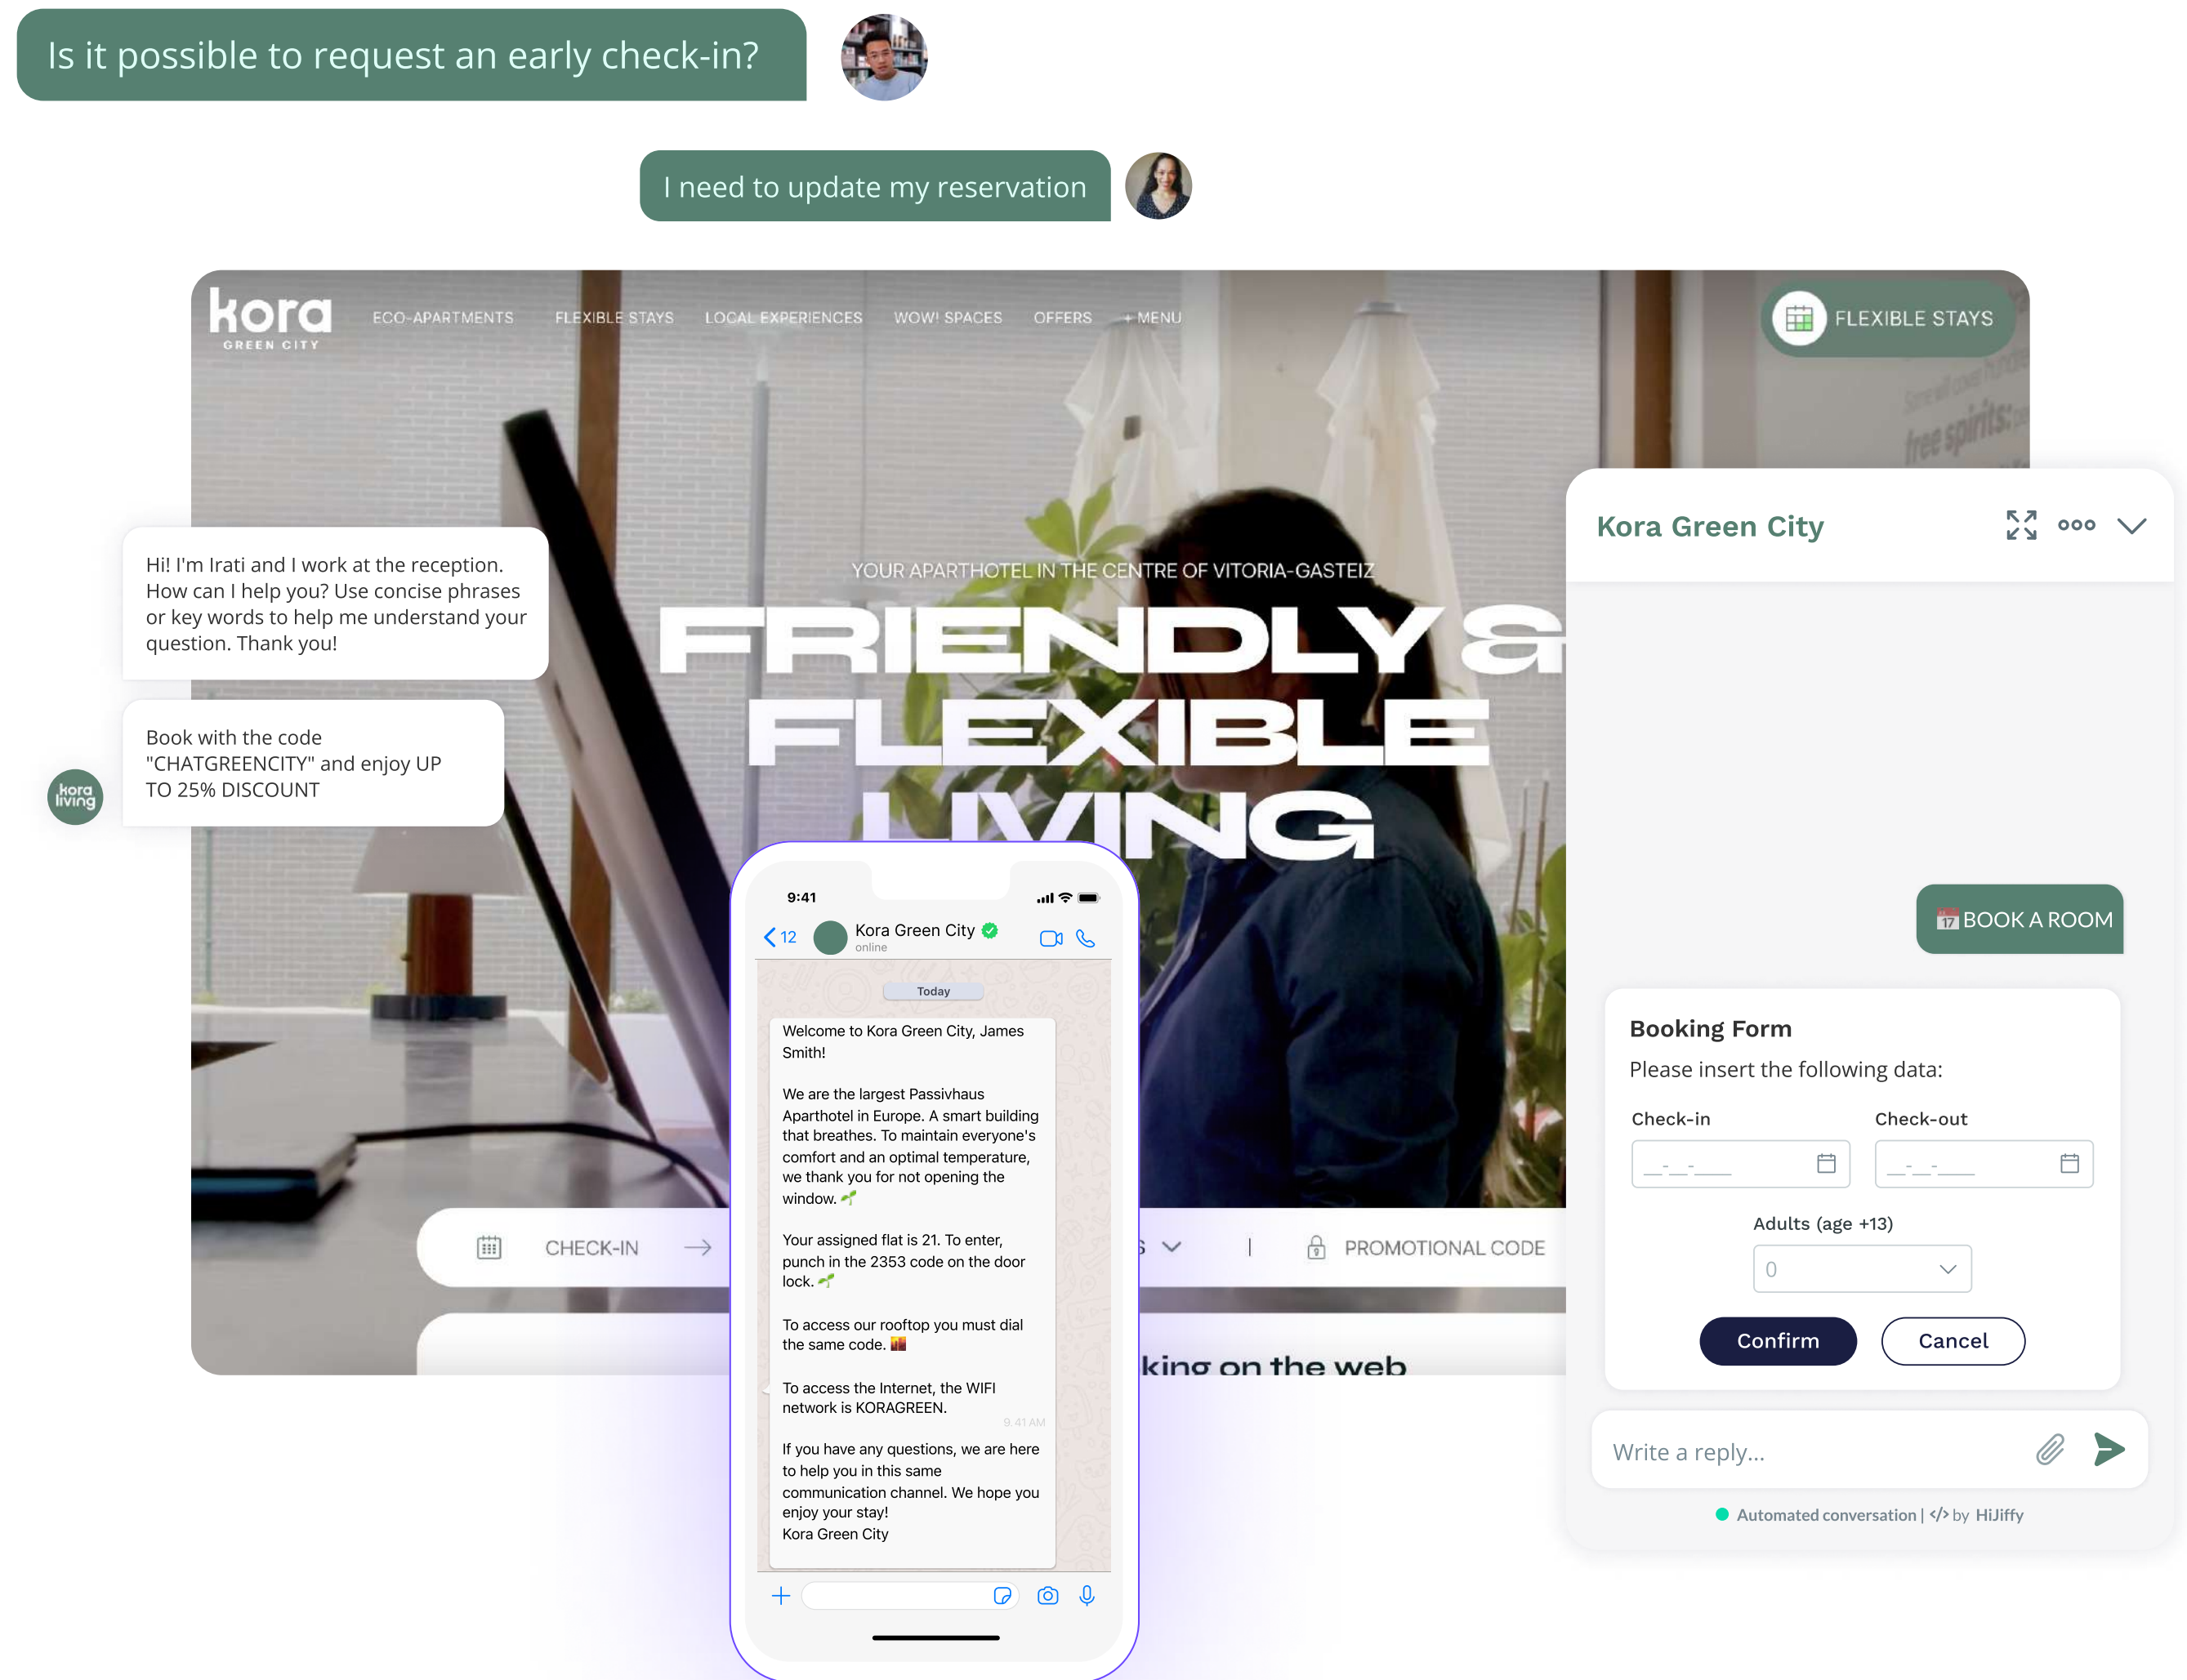 Is it possible to request an early check-in?
I need to update my reservation
kora
GREEN CITY
ECO-APARTMENTS
FLEXIBLE STAYS
LOCAL EXPERIENCES
WOW! SPACES
OFFERS
+ MENU
FLEXIBLE STAYS
free spirits:
YOUR APARTHOTEL IN THE CENTRE OF VITORIA-GASTEIZ
FRIENDLY &
FLEXIBLE
LIVING
Hi! I'm Irati and I work at the reception.
How can I help you? Use concise phrases
or key words to help me understand your
question. Thank you!
Book with the code
"CHATGREENCITY" and enjoy UP
TO 25% DISCOUNT
kora
living
CHECK-IN
PROMOTIONAL CODE
king on the web
9:41
12
Kora Green City
online
Today
Welcome to Kora Green City, James
Smith!
We are the largest Passivhaus
Aparthotel in Europe. A smart building
that breathes. To maintain everyone's
comfort and an optimal temperature,
we thank you for not opening the
window. 🌱
Your assigned flat is 21. To enter,
punch in the 2353 code on the door
lock. 🌱
To access our rooftop you must dial
the same code. 🌇
To access the Internet, the WIFI
network is KORAGREEN.
9.41 AM
If you have any questions, we are here
to help you in this same
communication channel. We hope you
enjoy your stay!
Kora Green City
Kora Green City
📅 BOOK A ROOM
Booking Form
Please insert the following data:
Check-in
Check-out
__-__-____
__-__-____
Adults (age +13)
0
Confirm
Cancel
Write a reply...
Automated conversation | </> by HiJiffy